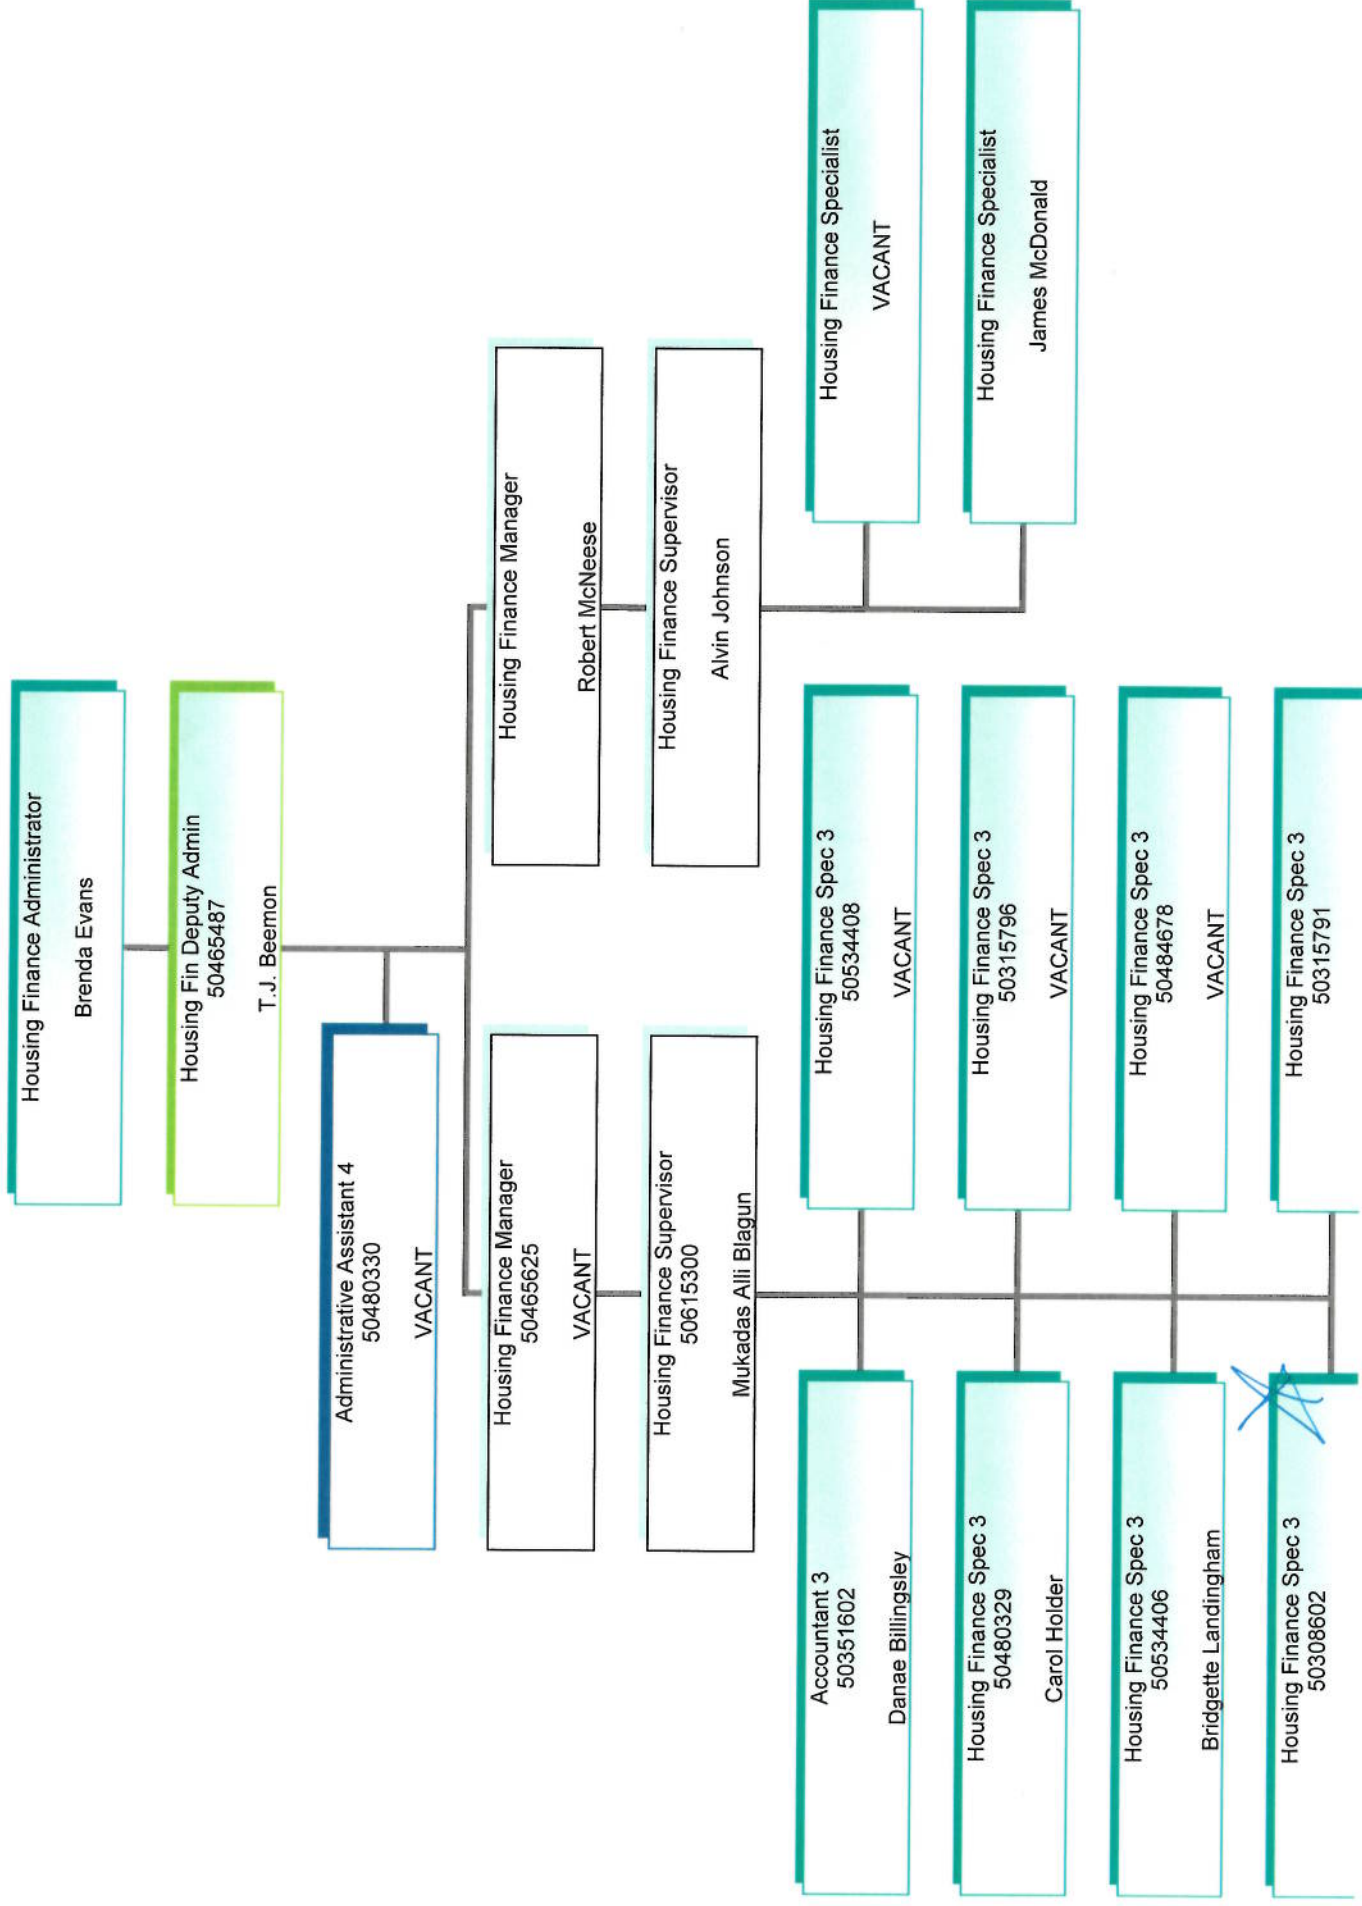 Housing Finance Administrator
Brenda Evans
Housing Fin Deputy Admin
50465487
T.J. Beemon
Administrative Assistant 4
50480330
VACANT
Housing Finance Manager
50465625
VACANT
Housing Finance Manager
Robert McNeese
Housing Finance Supervisor
50615300
Mukadas Alli Blagun
Housing Finance Supervisor
Alvin Johnson
Accountant 3
50351602
Danae Billingsley
Housing Finance Spec 3
50534408
VACANT
Housing Finance Specialist
VACANT
Housing Finance Spec 3
50480329
Carol Holder
Housing Finance Spec 3
50315796
VACANT
Housing Finance Specialist
James McDonald
Housing Finance Spec 3
50534406
Bridgette Landingham
Housing Finance Spec 3
50484678
VACANT
Housing Finance Spec 3
50308602
Housing Finance Spec 3
50315791